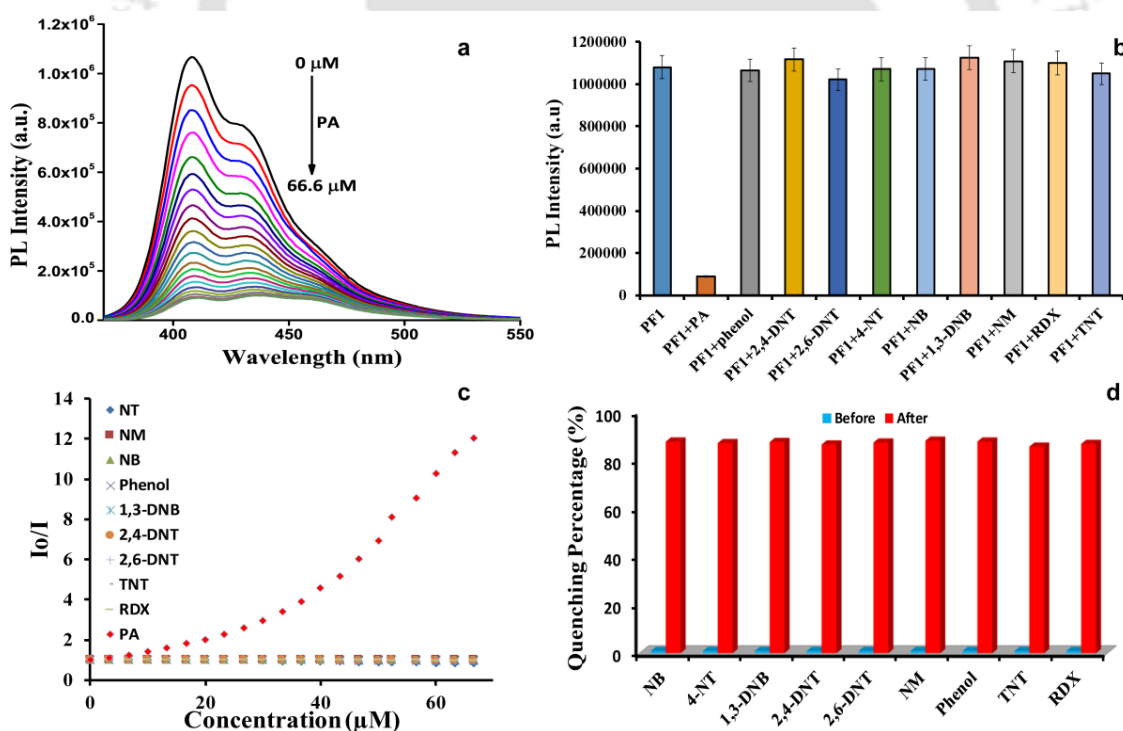 a
1.2x10⁶
1.0x10⁶
8.0x10⁵
6.0x10⁵
4.0x10⁵
2.0x10⁵
0.0
PL Intensity (a.u.)
0 µM
PA
66.6 µM
400
450
500
550
Wavelength (nm)
b
1200000
1000000
800000
600000
400000
200000
0
PL Intensity (a.u)
PF1
PF1+PA
PF1+phenol
PF1+2,4-DNT
PF1+2,6-DNT
PF1+4-NT
PF1+NB
PF1+1,3-DNB
PF1+NM
PF1+RDX
PF1+TNT
c
14
12
10
8
6
4
2
0
Io/I
NT
NM
NB
Phenol
1,3-DNB
2,4-DNT
2,6-DNT
TNT
RDX
PA
0
20
40
60
Concentration (µM)
d
100
80
60
40
20
0
Quenching Percentage (%)
Before After
NB
4-NT
1,3-DNB
2,4-DNT
2,6-DNT
NM
Phenol
TNT
RDX